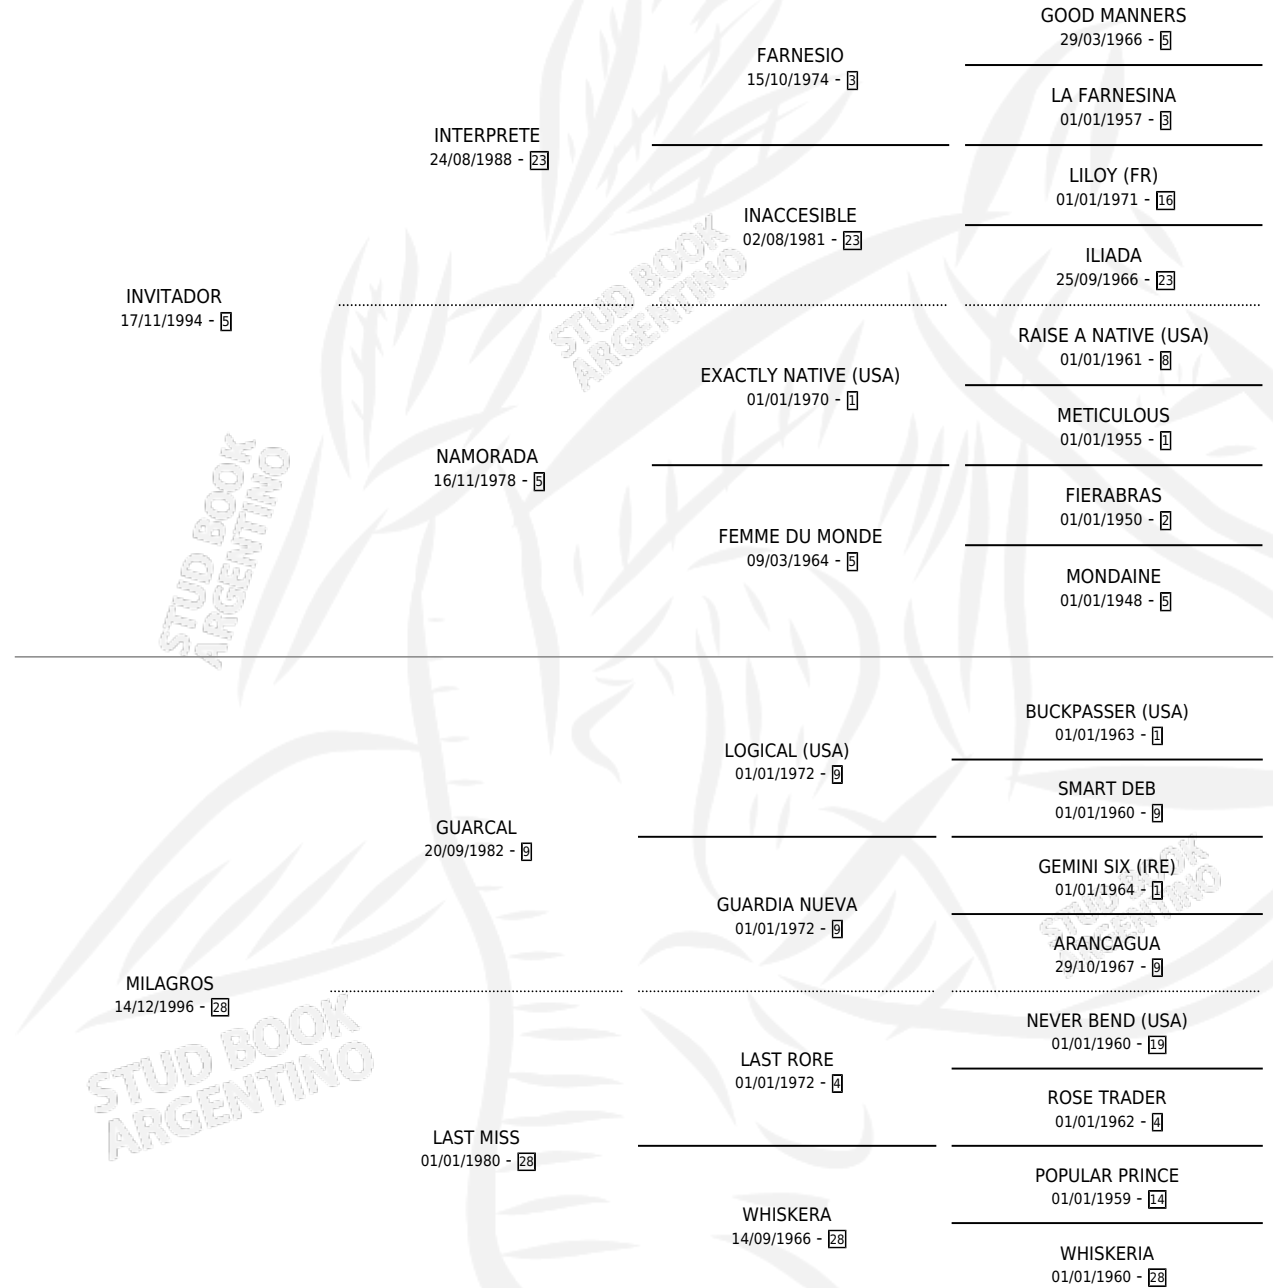 GOOD MANNERS
29/03/1966 - 5
FARNESIO
15/10/1974 - 3
LA FARNESINA
01/01/1957 - 3
INTERPRETE
24/08/1988 - 23
LILOY (FR)
01/01/1971 - 16
INACCESIBLE
02/08/1981 - 23
ILIADA
25/09/1966 - 23
INVITADOR
17/11/1994 - 5
RAISE A NATIVE (USA)
01/01/1961 - 8
EXACTLY NATIVE (USA)
01/01/1970 - 1
METICULOUS
01/01/1955 - 1
NAMORADA
16/11/1978 - 5
FIERABRAS
01/01/1950 - 2
FEMME DU MONDE
09/03/1964 - 5
MONDAINE
01/01/1948 - 5
STUD BOOK
ARGENTINO
STUD BOOK
ARGENTINO
BUCKPASSER (USA)
01/01/1963 - 1
LOGICAL (USA)
01/01/1972 - 9
SMART DEB
01/01/1960 - 9
GUARCAL
20/09/1982 - 9
GEMINI SIX (IRE)
01/01/1964 - 1
GUARDIA NUEVA
01/01/1972 - 9
ARANCAGUA
29/10/1967 - 9
MILAGROS
14/12/1996 - 28
NEVER BEND (USA)
01/01/1960 - 19
LAST RORE
01/01/1972 - 4
ROSE TRADER
01/01/1962 - 4
LAST MISS
01/01/1980 - 28
POPULAR PRINCE
01/01/1959 - 14
WHISKERA
14/09/1966 - 28
WHISKERIA
01/01/1960 - 28
STUD BOOK
ARGENTINO
STUD BOOK
ARGENTINO